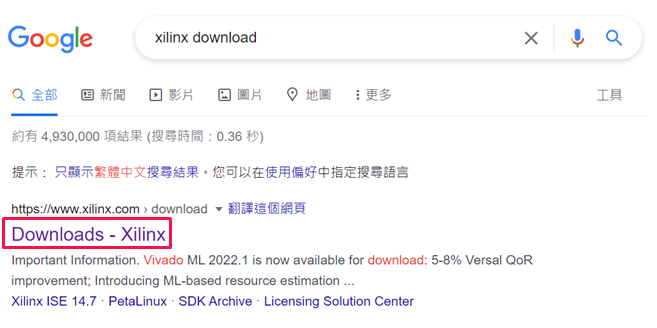 Google
xilinx download
全部 新聞 影片 圖片 地圖 更多 工具
約有 4,930,000 項結果 (搜尋時間：0.36 秒)
提示： 只顯示繁體中文搜尋結果。您可以在使用偏好中指定搜尋語言
https://www.xilinx.com › download 翻譯這個網頁
Downloads - Xilinx
Important Information. Vivado ML 2022.1 is now available for download: 5-8% Versal QoR
improvement; Introducing ML-based resource estimation ...
Xilinx ISE 14.7 · PetaLinux · SDK Archive · Licensing Solution Center